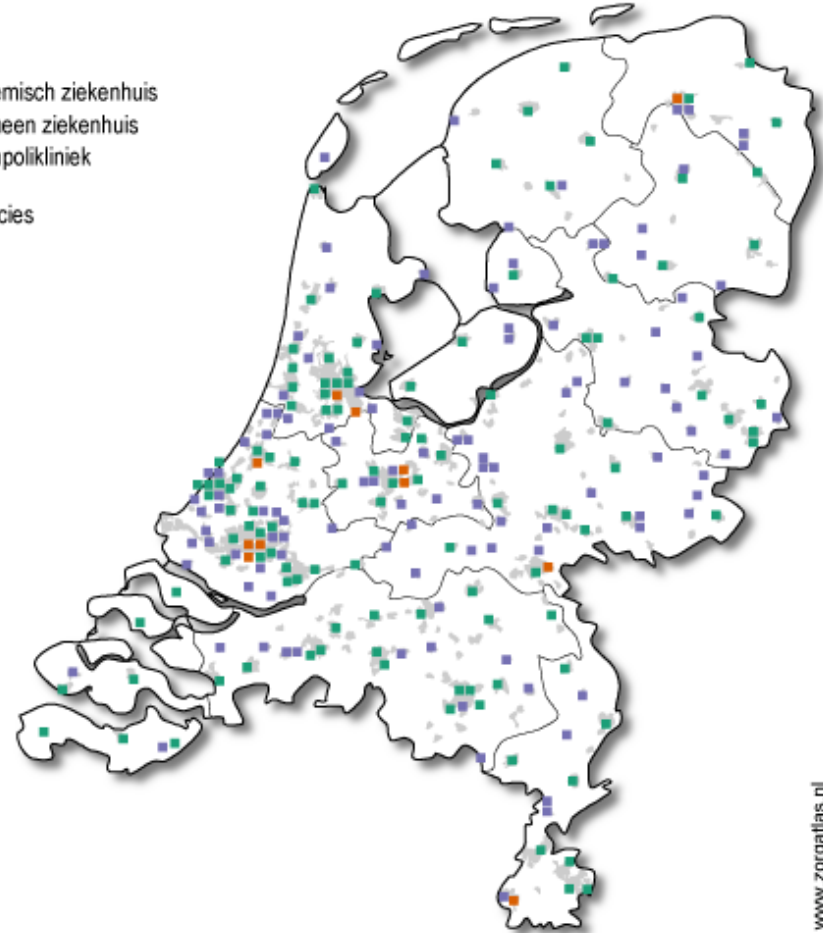 emisch ziekenhuis
een ziekenhuis
polikliniek
cies
www.zorgatlas.nl